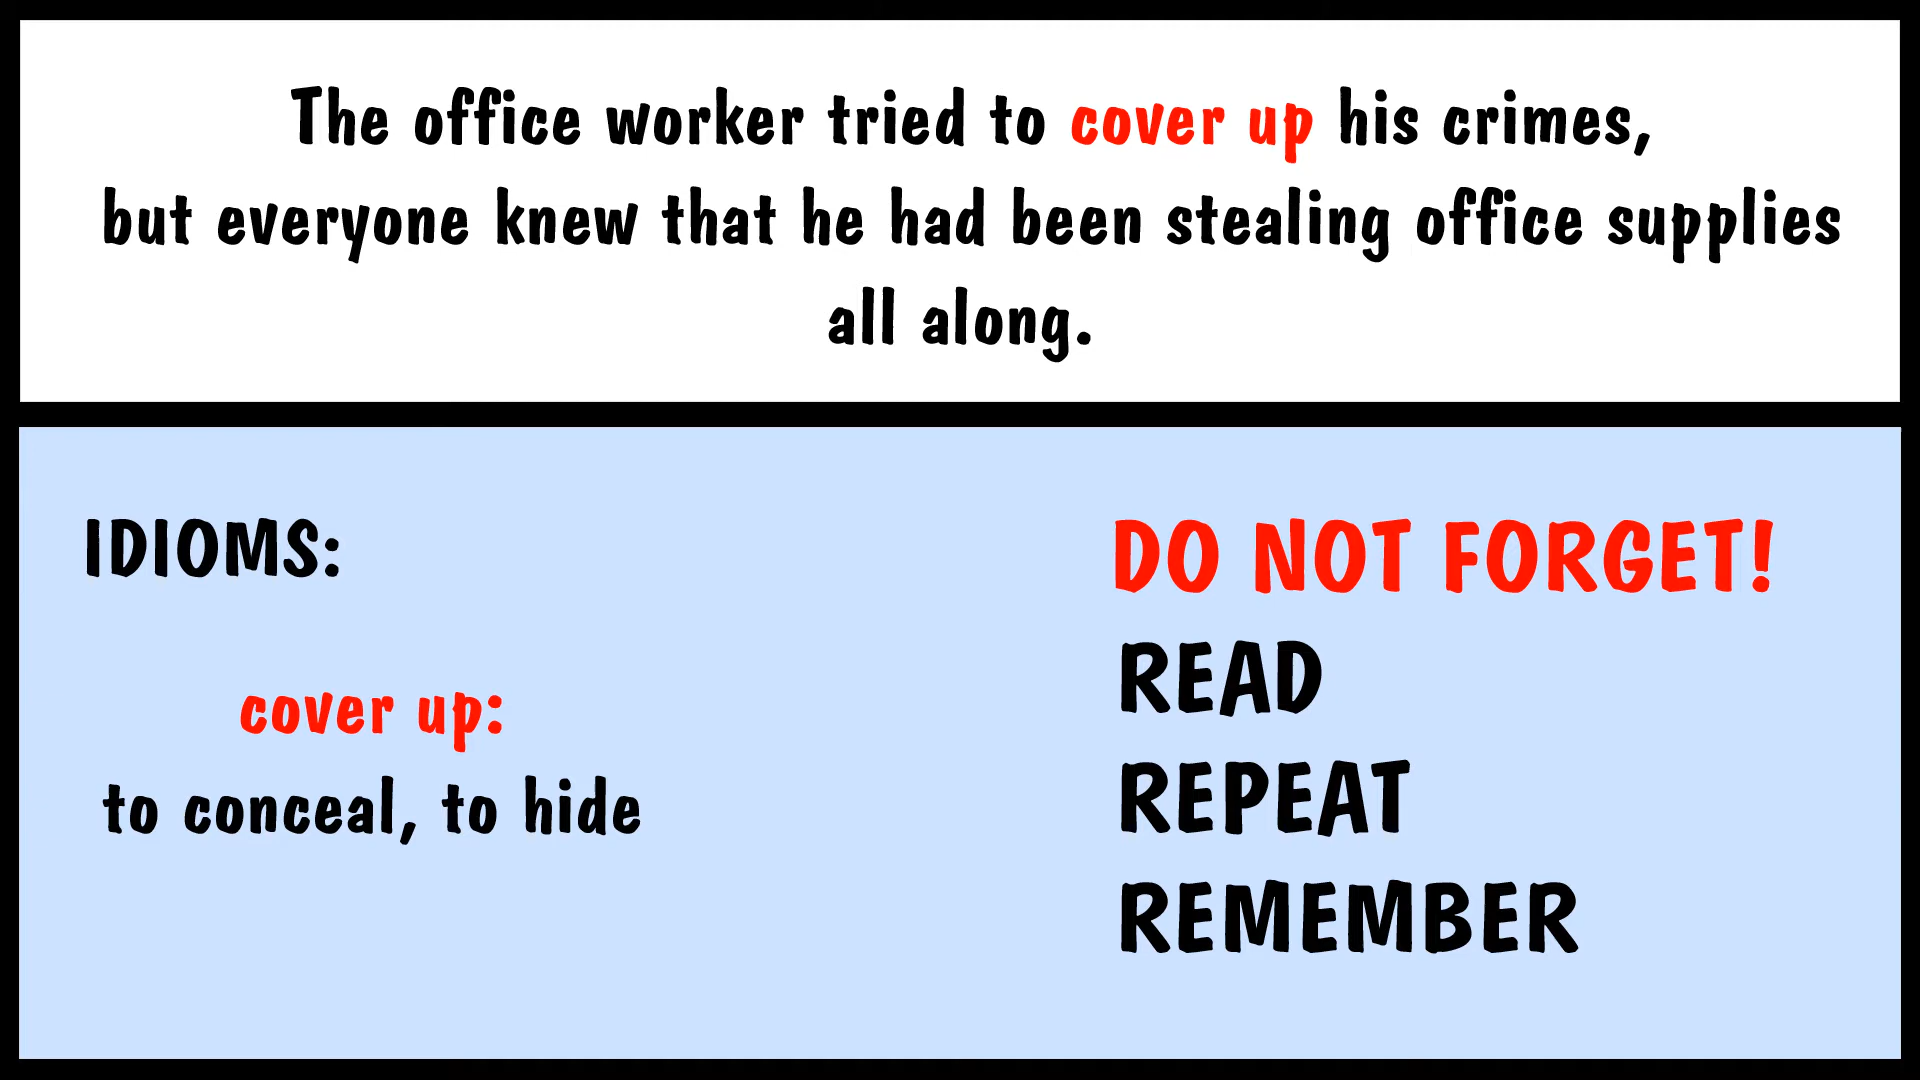 The office worker tried to cover up his crimes,
but everyone knew that he had been stealing office supplies
all along.
IDIOMS:
cover up:
to conceal, to hide
DO NOT FORGET!
READ
REPEAT
REMEMBER